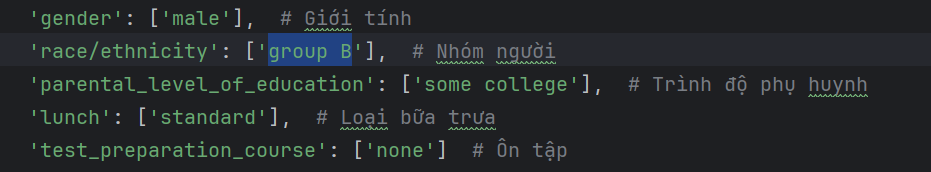 'gender': ['male'],  # Giới tính
'race/ethnicity': ['group B'],  # Nhóm người
'parental_level_of_education': ['some college'],  # Trình độ phụ huynh
'lunch': ['standard'],  # Loại bữa trưa
'test_preparation_course': ['none']  # Ôn tập